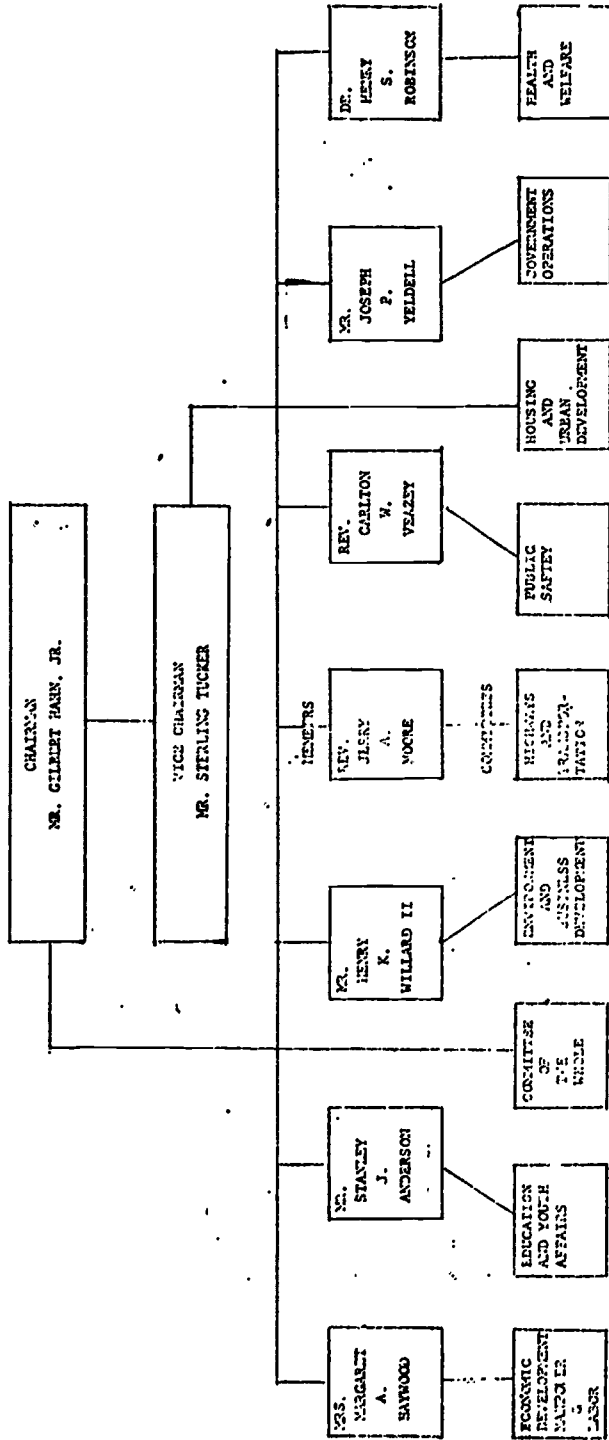 CHAIRMAN
MR. GILBERT HAHN, JR.
VICE CHAIRMAN
MR. STERLING TUCKER
MEMBERS
MRS.
MARGARET
A.
HAYWOOD
MR.
STANLEY
J.
ANDERSON
MR.
HENRY
K.
WILLARD II
REV.
JERRY
A.
MOORE
REV.
CARLTON
W.
VEAZEY
MR.
JOSEPH
P.
YELDELL
DR.
HENRY
S.
ROBINSON
COMMITTEES
ECONOMIC
DEVELOPMENT
MANPOWER
&
LABOR
EDUCATION
AND YOUTH
AFFAIRS
COMMITTEE
OF
THE
WHOLE
ENVIRONMENT
AND
BUSINESS
DEVELOPMENT
HIGHWAYS
AND
TRANSPOR-
TATION
PUBLIC
SAFTEY
HOUSING
AND
URBAN
DEVELOPMENT
GOVERNMENT
OPERATIONS
HEALTH
AND
WELFARE